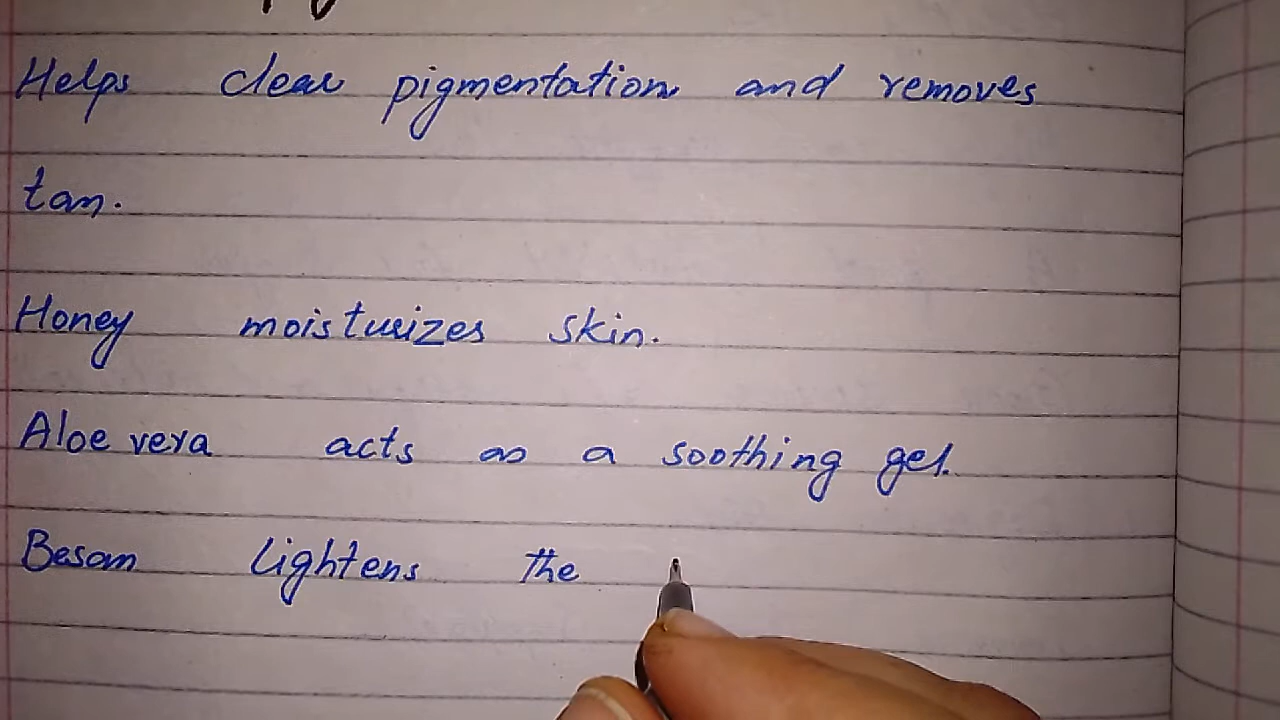 Helps clear pigmentation and removes
tan.
Honey moisturizes skin.
Aloe vera acts as a soothing gel.
Besan lightens the